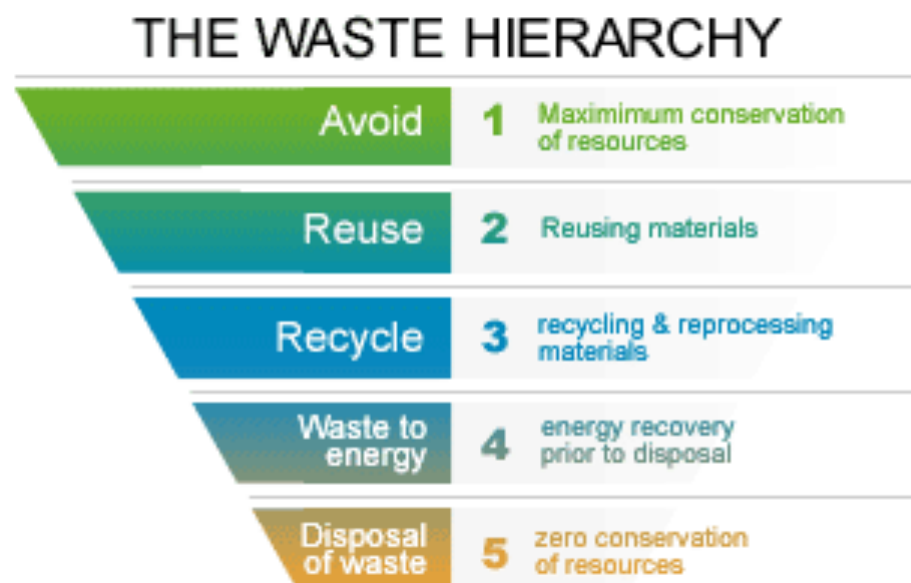 THE WASTE HIERARCHY
Avoid
1
Maximimum conservation
of resources
Reuse
2
Reusing materials
Recycle
3
recycling & reprocessing
materials
Waste to
energy
4
energy recovery
prior to disposal
Disposal
of waste
5
zero conservation
of resources